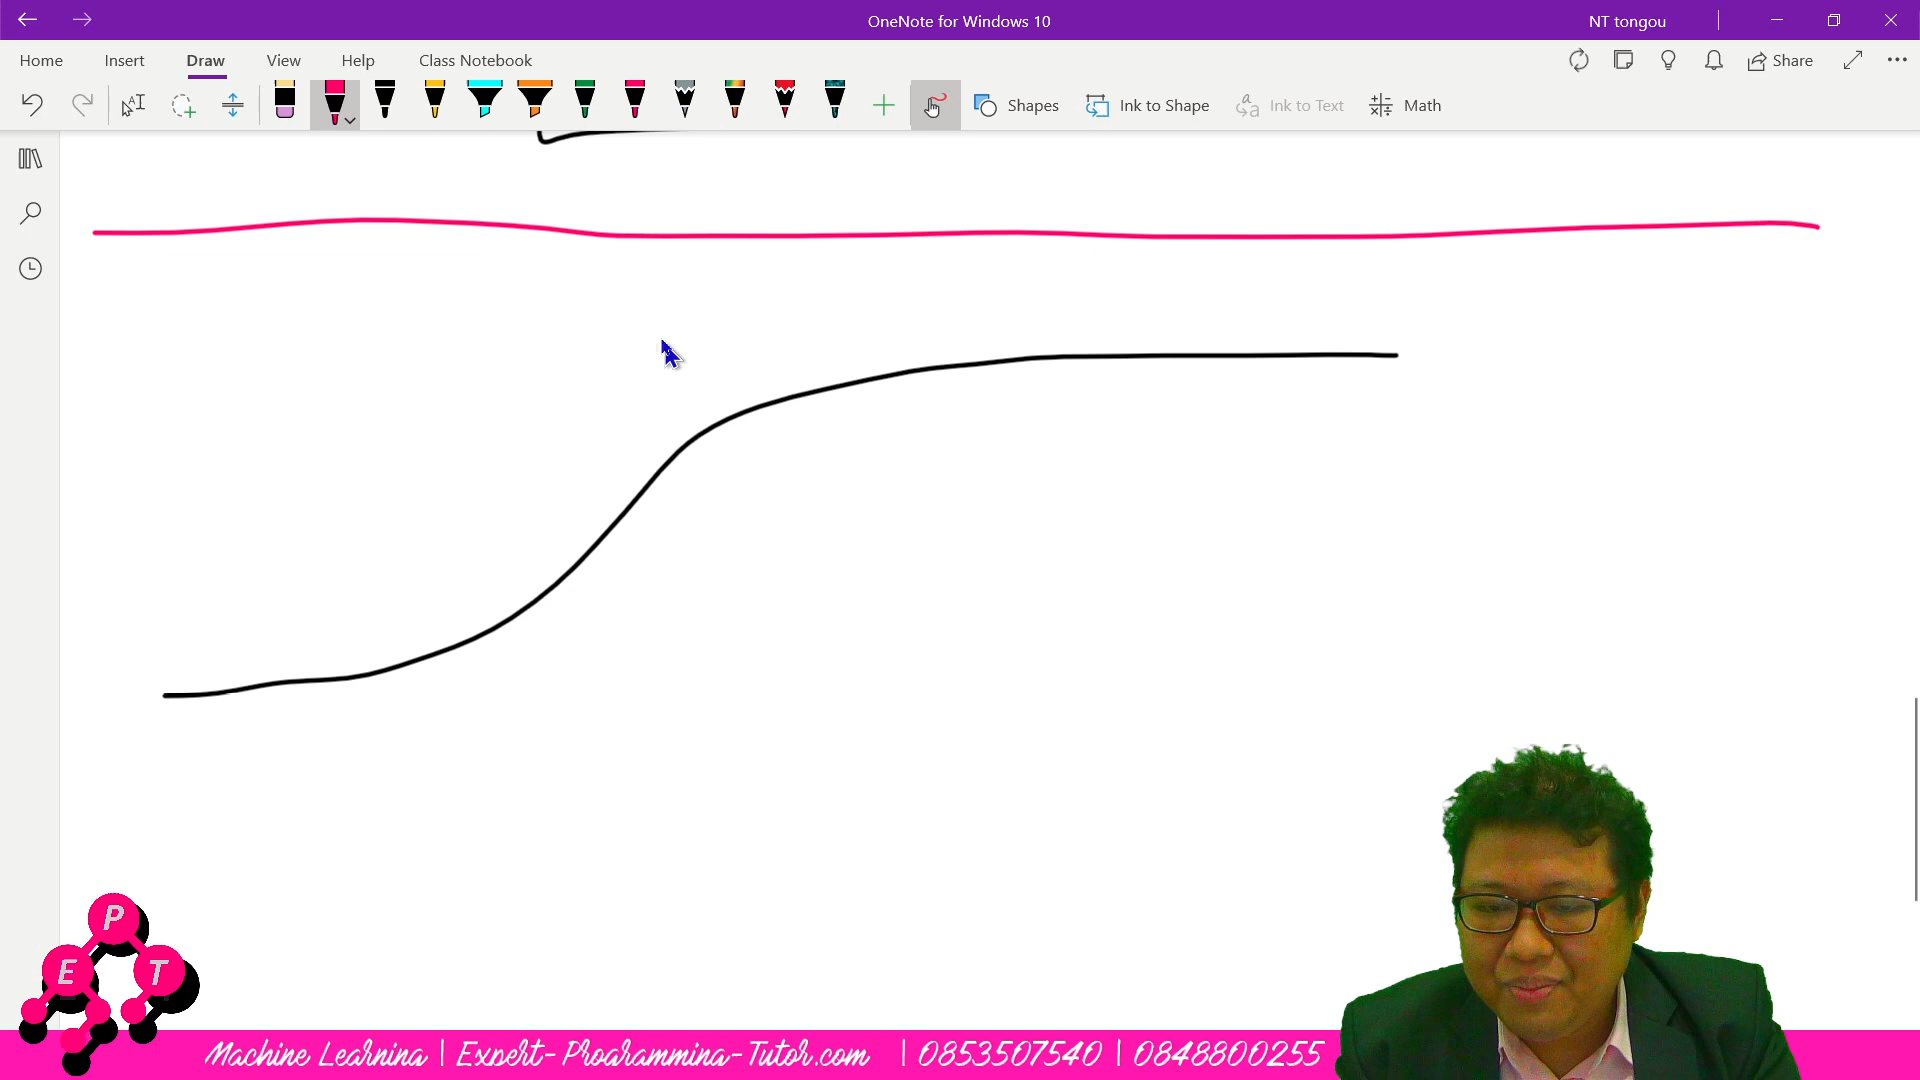 OneNote for Windows 10
NT tongou
Home
Insert
Draw
View
Help
Class Notebook
Share
Shapes
Ink to Shape
Ink to Text
Math
P
E
T
Machine Learning | Expert-Programming-Tutor.com | 0853507540 | 0848800255